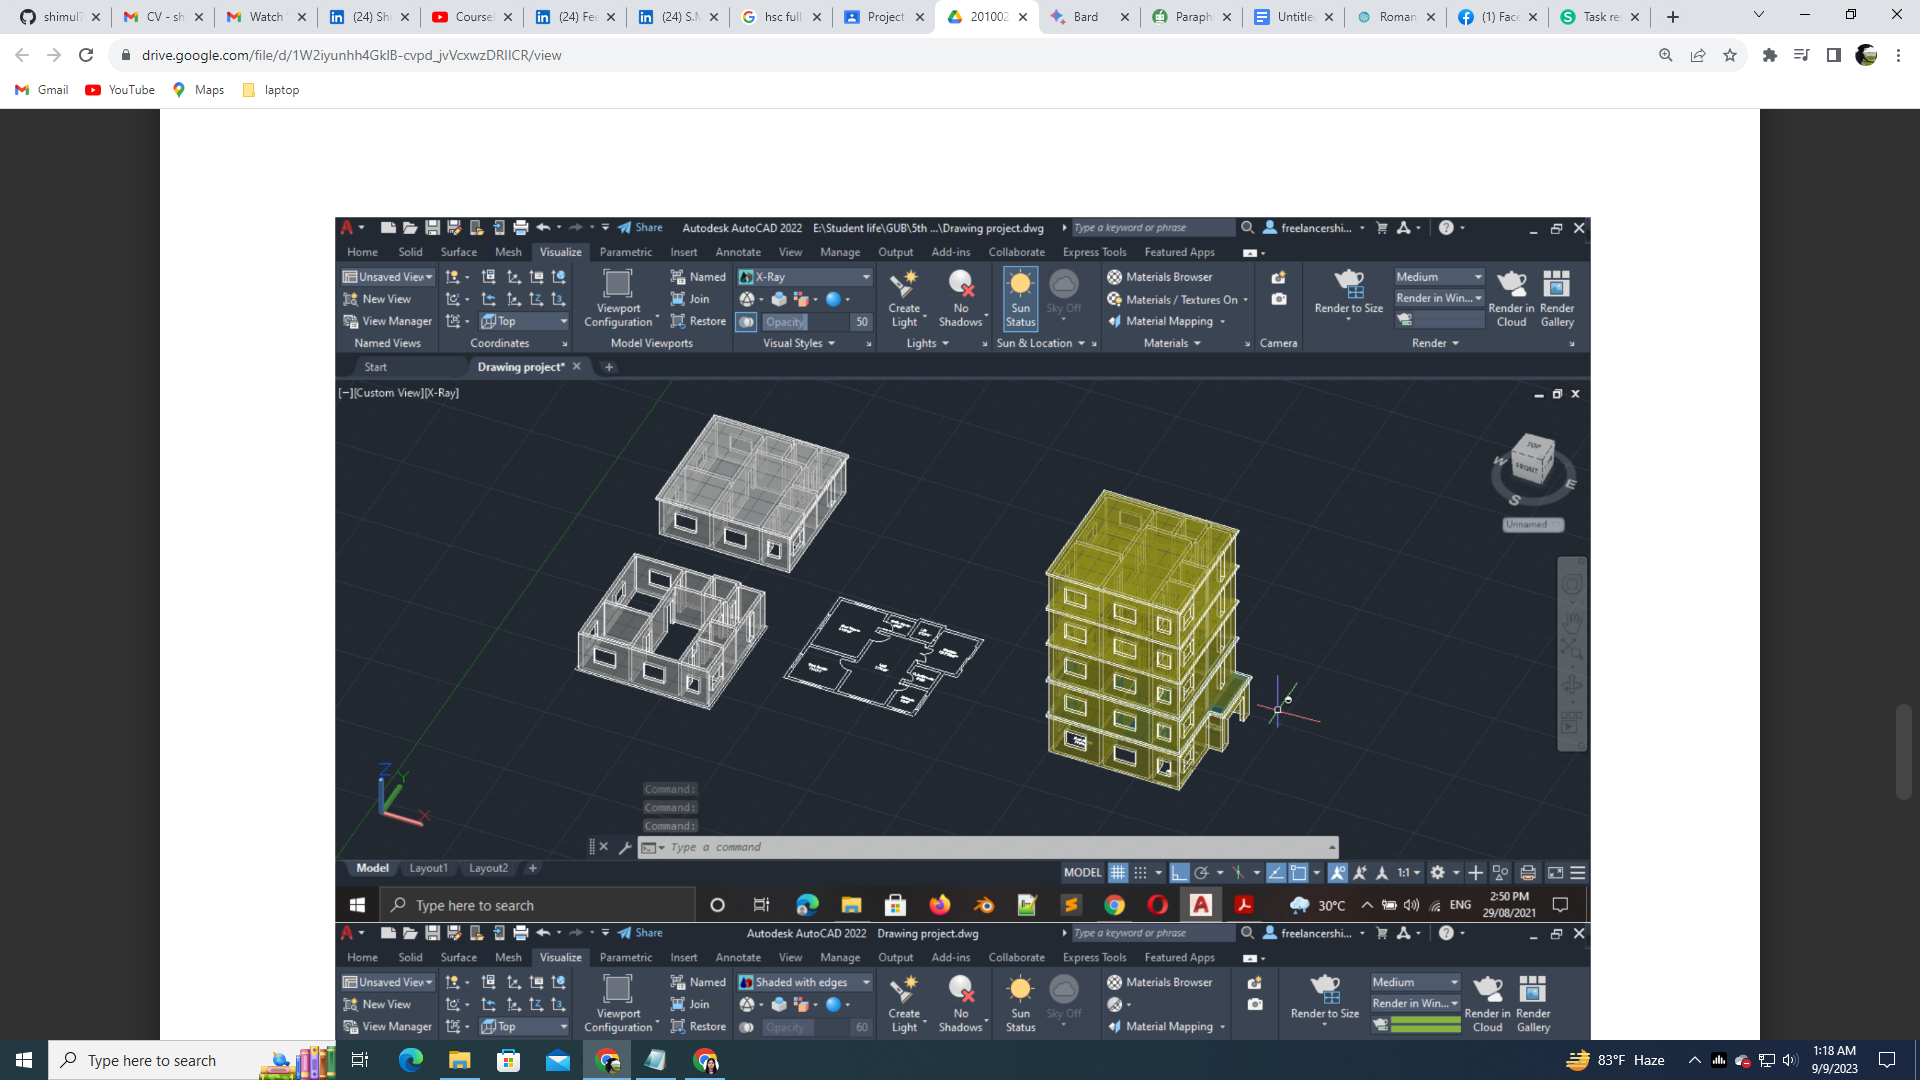 shimul7
CV - sh
Watch
(24) Shi
Course
(24) Fee
(24) S.M
hsc full
Project
201002
Bard
Paraph
Untitle
Roman
(1) Face
Task re
drive.google.com/file/d/1W2iyunhh4GklB-cvpd_jvVcxwzDRIlCR/view
Gmail YouTube Maps laptop
Share Autodesk AutoCAD 2022 E:\Student life\GUB\5th ...\Drawing project.dwg Type a keyword or phrase freelancershi...
Home Solid Surface Mesh Visualize Parametric Insert Annotate View Manage Output Add-ins Collaborate Express Tools Featured Apps
Unsaved View Named X-Ray Materials Browser Medium
New View Join Materials / Textures On Render in Win...
View Manager Top Viewport Configuration Restore Opacity 50 Create Light No Shadows Sun Status Sky Off Material Mapping Render to Size Render in Cloud Render Gallery
Named Views Coordinates Model Viewports Visual Styles Lights Sun & Location Materials Camera Render
Start Drawing project*
[−][Custom View][X-Ray]
TOP
FRONT
W
S
E
Unnamed
Z
Y
X
Command:
Command:
Command:
Type a command
Model Layout1 Layout2 MODEL 1:1
Type here to search 30°C ENG 2:50 PM
29/08/2021
Share Autodesk AutoCAD 2022 Drawing project.dwg Type a keyword or phrase freelancershi...
Home Solid Surface Mesh Visualize Parametric Insert Annotate View Manage Output Add-ins Collaborate Express Tools Featured Apps
Unsaved View Named Shaded with edges Materials Browser Medium
New View Join Render in Win...
View Manager Top Viewport Configuration Restore Opacity 60 Create Light No Shadows Sun Status Sky Off Material Mapping Render to Size Render in Cloud Render Gallery
Type here to search 83°F Haze 1:18 AM
9/9/2023